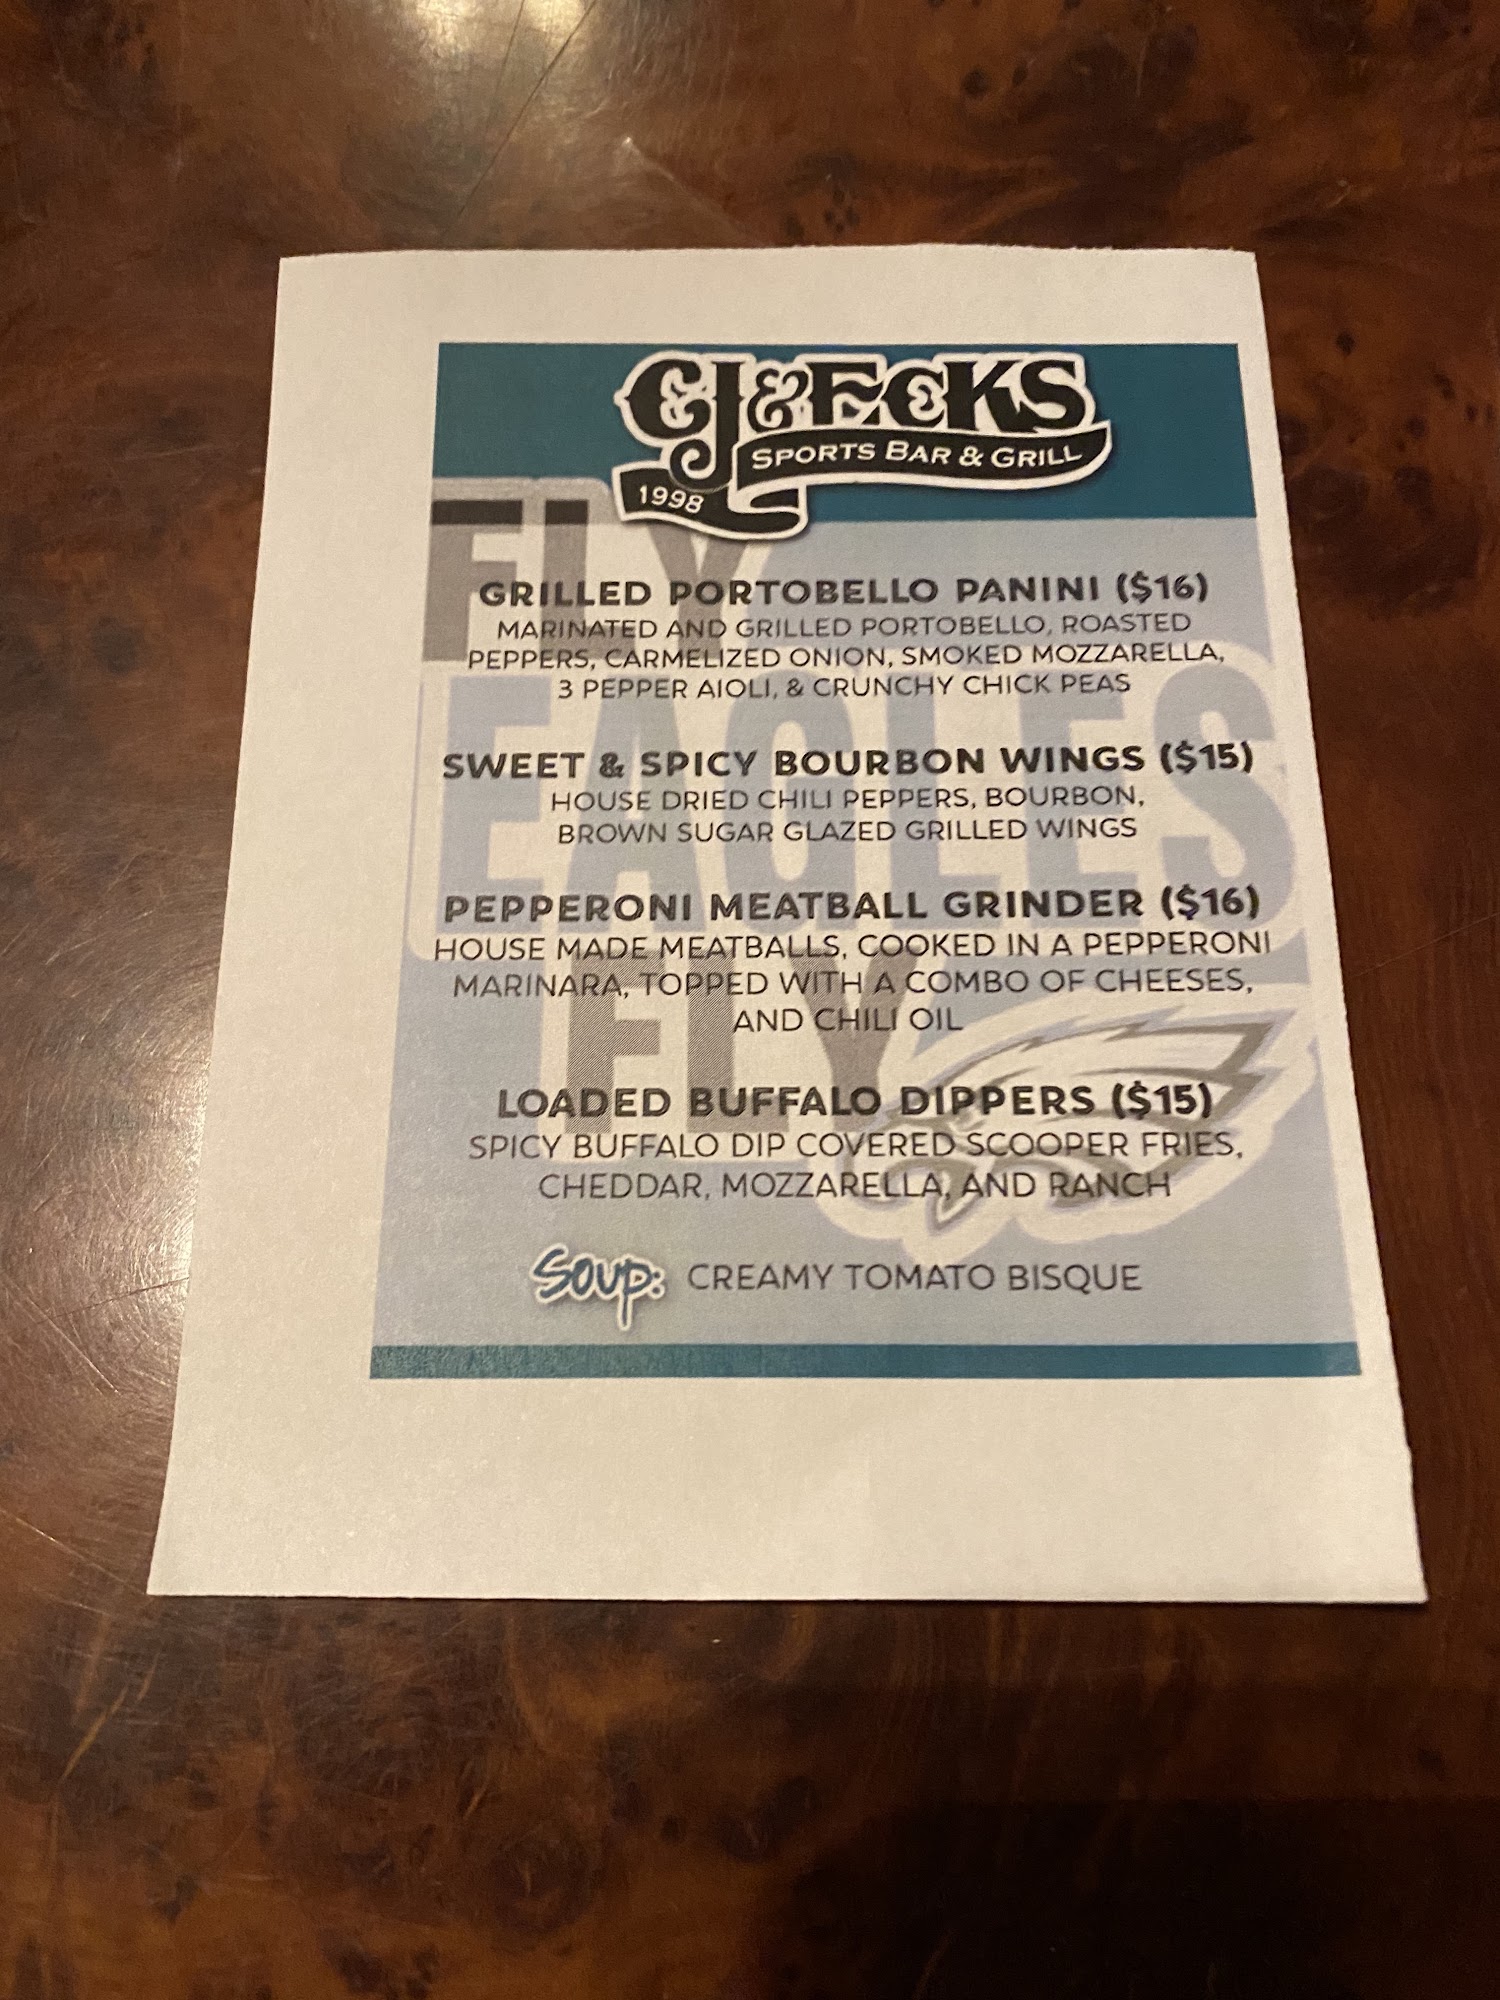 CJ & ECKS
SPORTS BAR & GRILL
1998
FLY
EAGLES
FLY
GRILLED PORTOBELLO PANINI ($16)
MARINATED AND GRILLED PORTOBELLO, ROASTED
PEPPERS, CARMELIZED ONION, SMOKED MOZZARELLA,
3 PEPPER AIOLI, & CRUNCHY CHICK PEAS
SWEET & SPICY BOURBON WINGS ($15)
HOUSE DRIED CHILI PEPPERS, BOURBON,
BROWN SUGAR GLAZED GRILLED WINGS
PEPPERONI MEATBALL GRINDER ($16)
HOUSE MADE MEATBALLS, COOKED IN A PEPPERONI
MARINARA, TOPPED WITH A COMBO OF CHEESES,
AND CHILI OIL
LOADED BUFFALO DIPPERS ($15)
SPICY BUFFALO DIP COVERED SCOOPER FRIES,
CHEDDAR, MOZZARELLA, AND RANCH
Soup: CREAMY TOMATO BISQUE